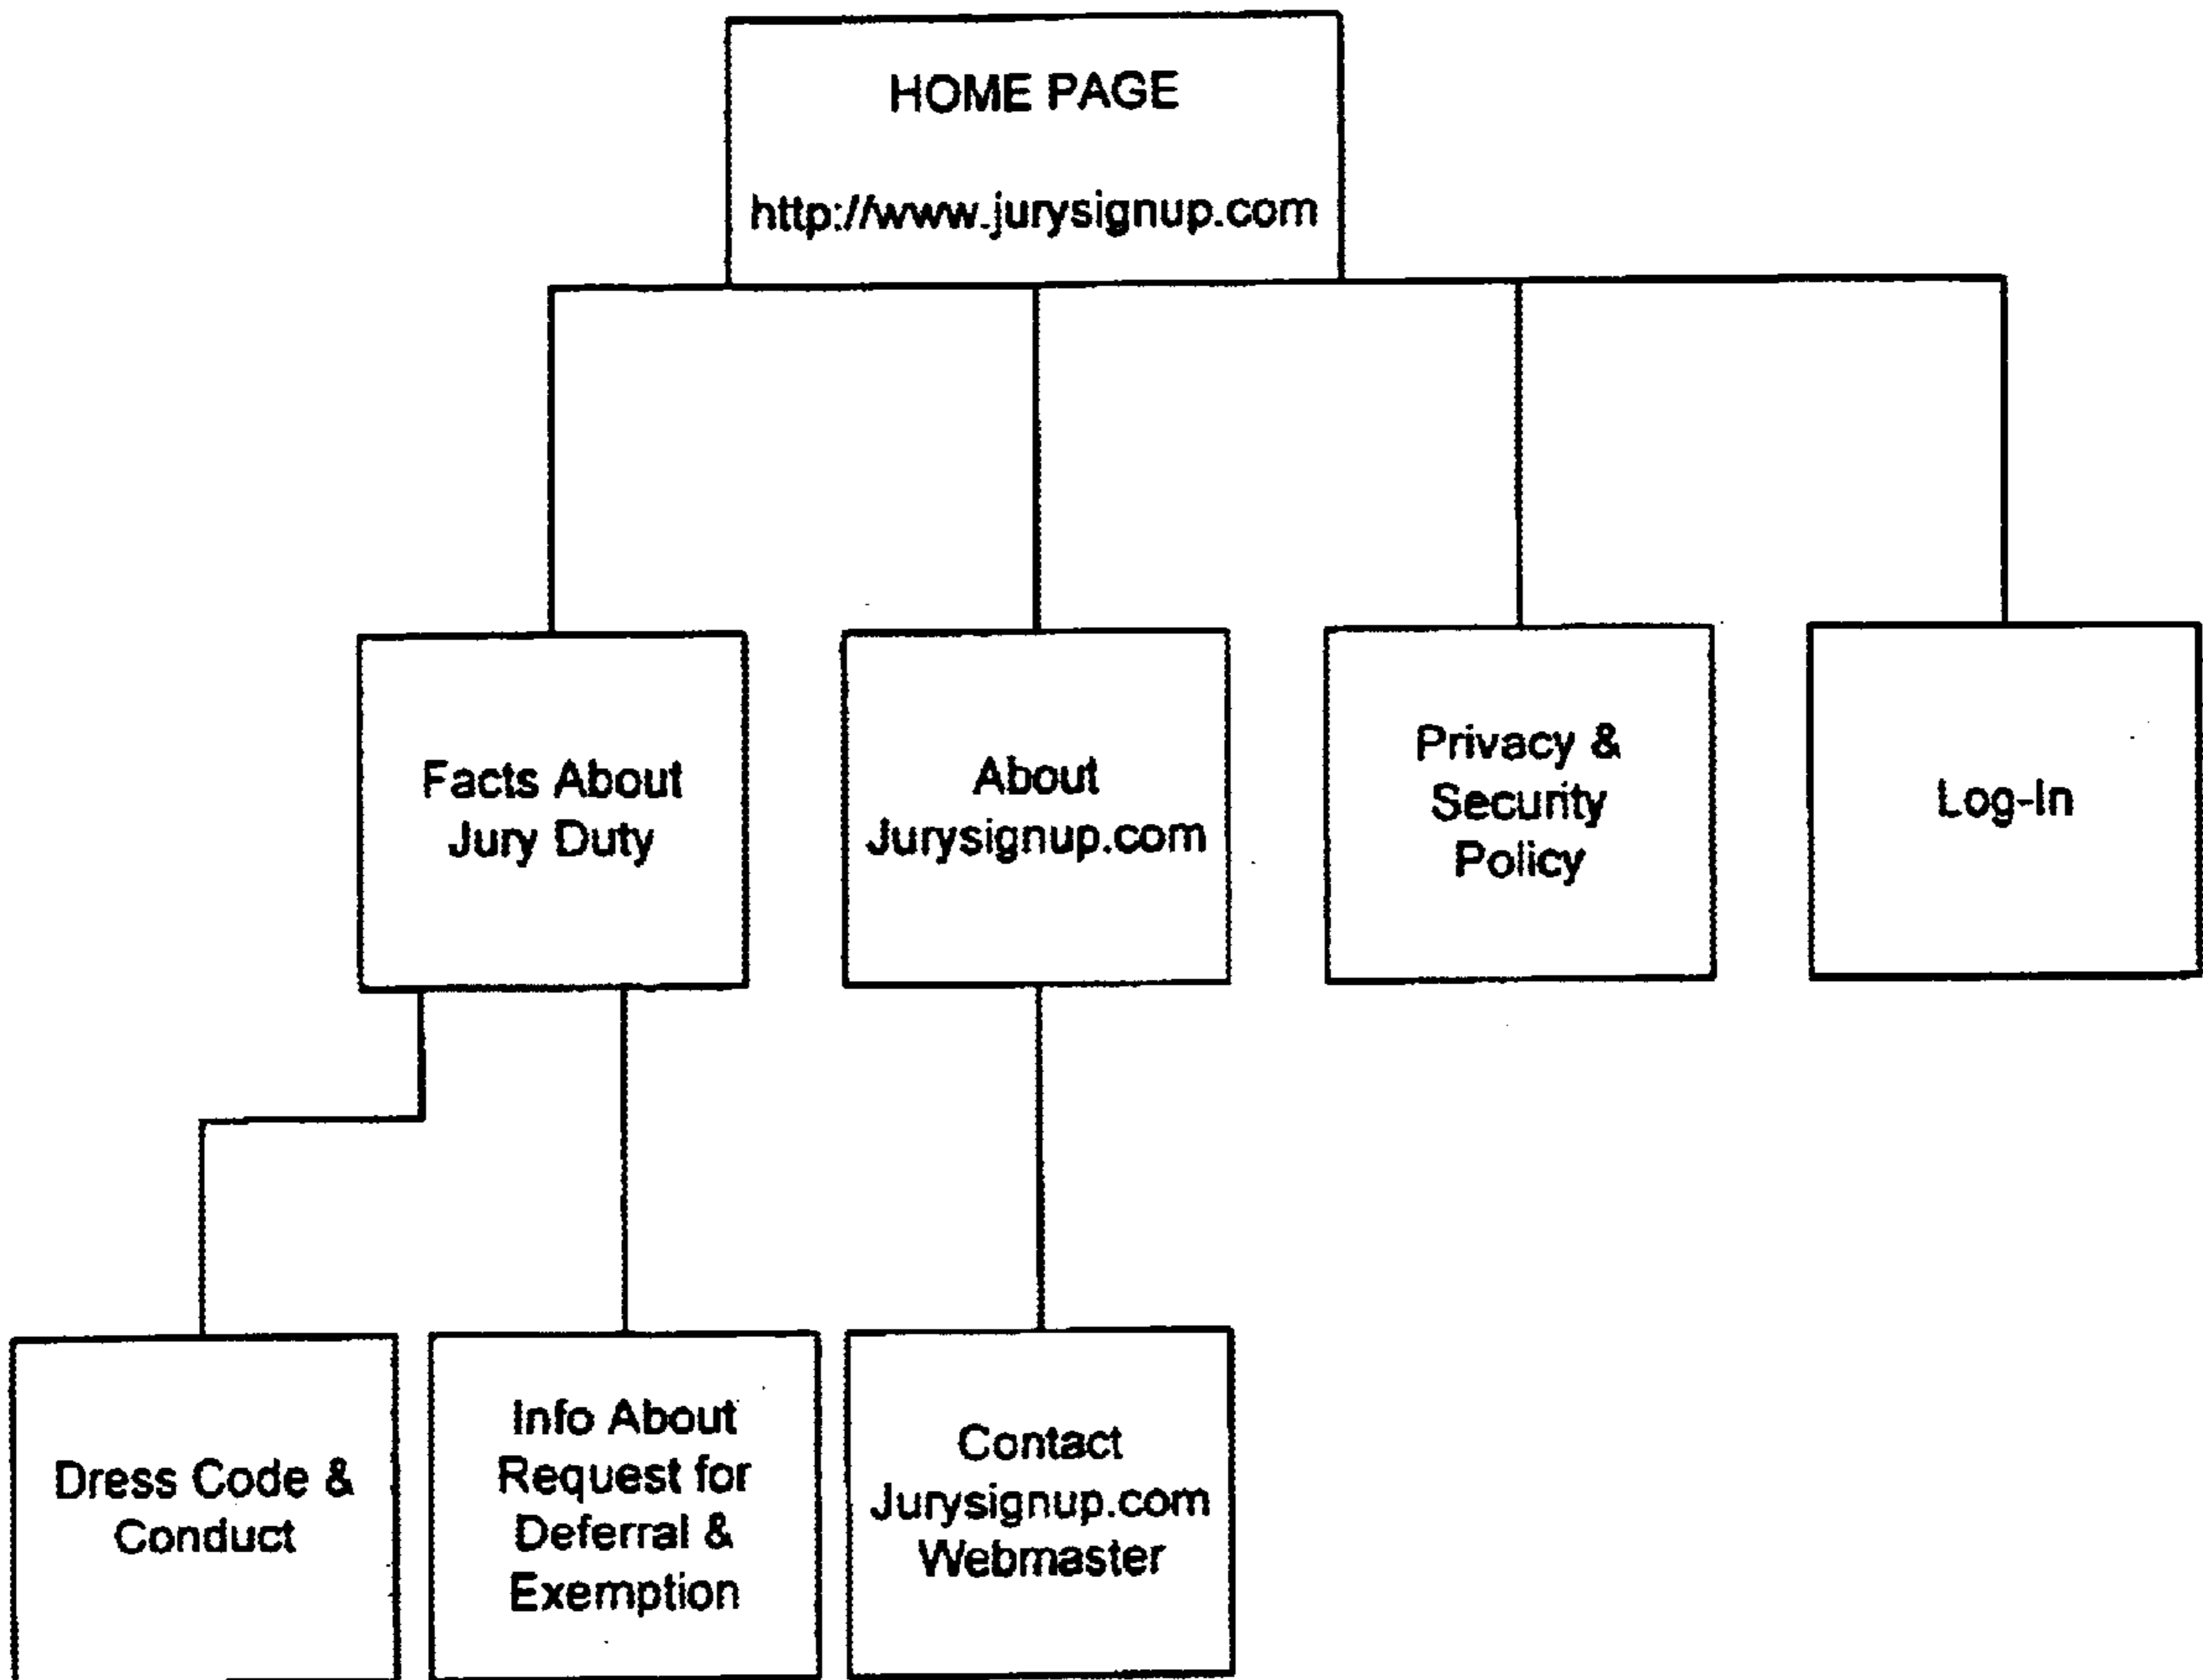 HOME PAGE
http://www.jurysignup.com
Facts About
Jury Duty
About
Jurysignup.com
Privacy &
Security
Policy
Log-In
Dress Code &
Conduct
Info About
Request for
Deferral &
Exemption
Contact
Jurysignup.com
Webmaster